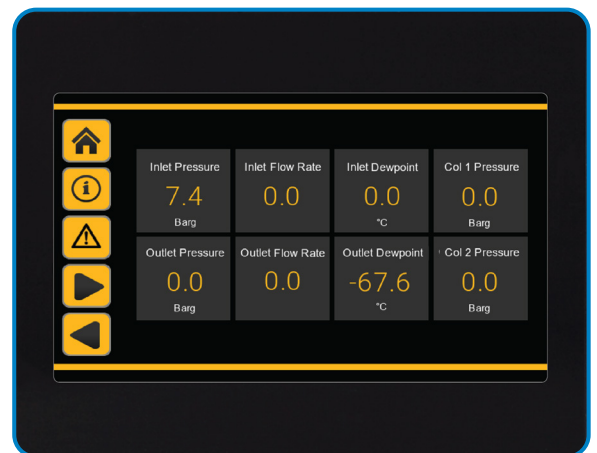 Inlet Pressure
7.4
Barg
Inlet Flow Rate
0.0
Inlet Dewpoint
0.0
°C
Col 1 Pressure
0.0
Barg
Outlet Pressure
0.0
Barg
Outlet Flow Rate
0.0
Outlet Dewpoint
-67.6
°C
Col 2 Pressure
0.0
Barg